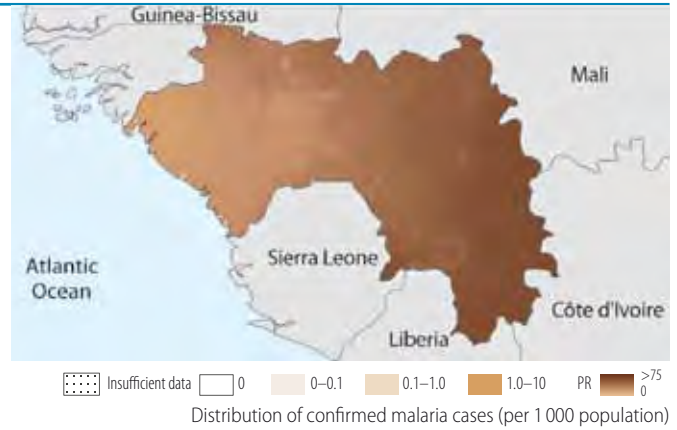 Guinea-Bissau
Mali
Sierra Leone
Atlantic
Ocean
Côte d'Ivoire
Liberia
Insufficient data 0 0–0.1 0.1–1.0 1.0–10 PR >75
0
Distribution of confirmed malaria cases (per 1 000 population)